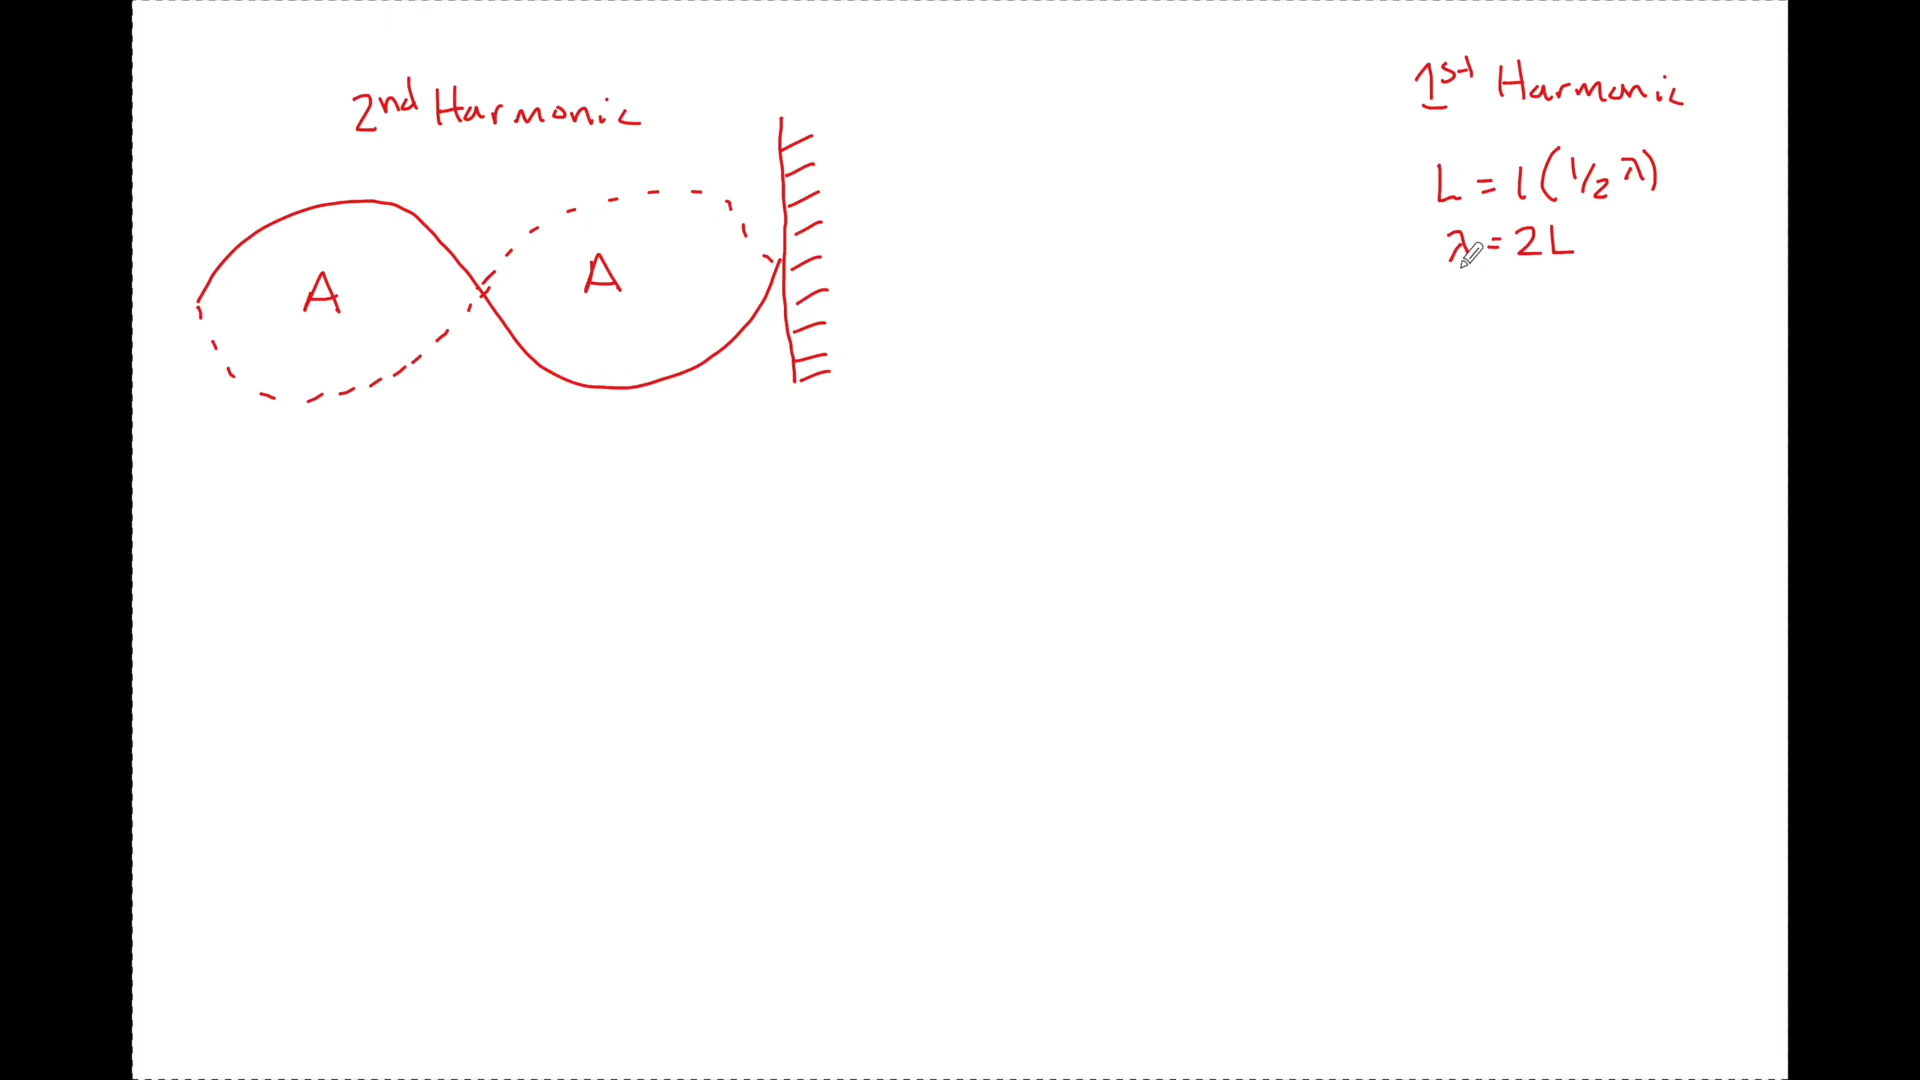 2nd Harmonic
A A
1st Harmonic
L = 1 (1/2 λ)
λ = 2L